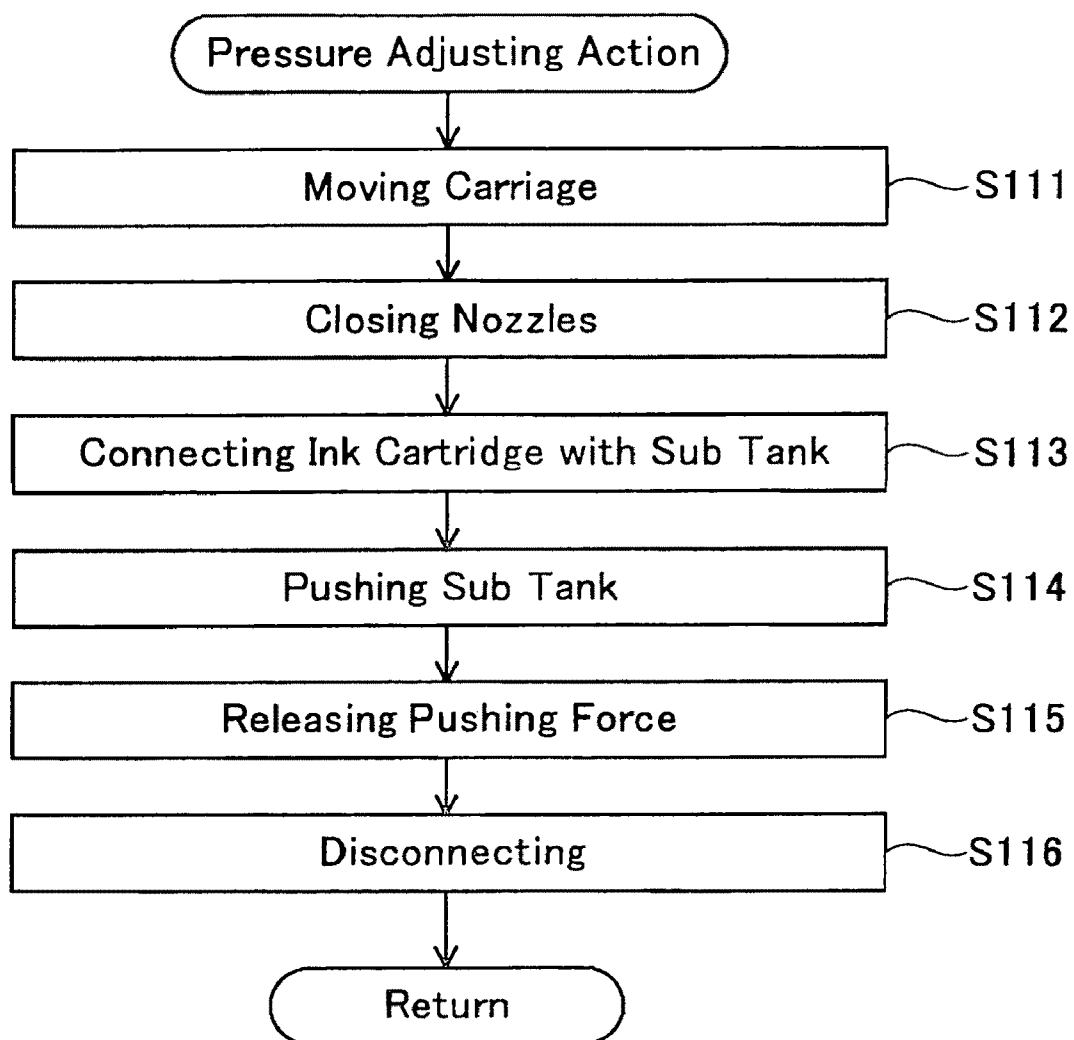 Pressure Adjusting Action
Moving Carriage
S111
Closing Nozzles
S112
Connecting Ink Cartridge with Sub Tank
S113
Pushing Sub Tank
S114
Releasing Pushing Force
S115
Disconnecting
S116
Return